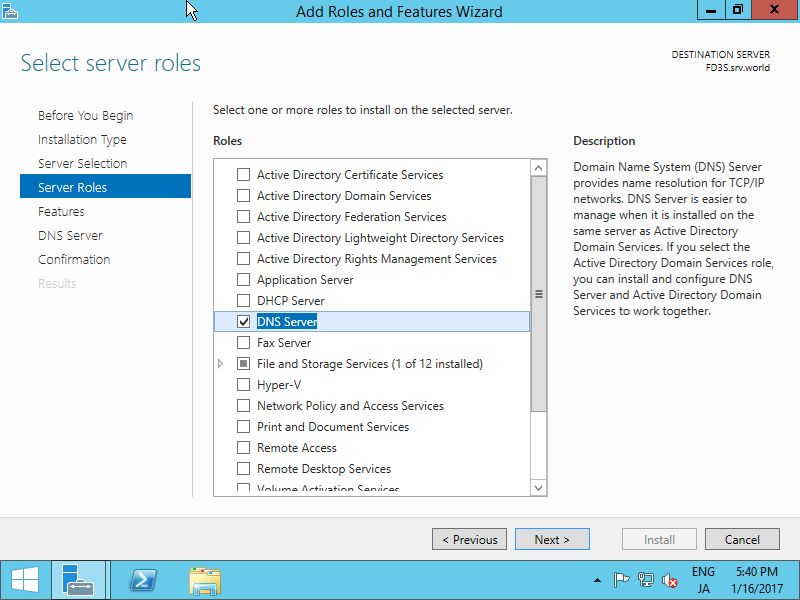 Add Roles and Features Wizard
Select server roles
DESTINATION SERVER
FD3S.srv.world
Before You Begin
Installation Type
Server Selection
Server Roles
Features
DNS Server
Confirmation
Results
Select one or more roles to install on the selected server.
Roles
Active Directory Certificate Services
Active Directory Domain Services
Active Directory Federation Services
Active Directory Lightweight Directory Services
Active Directory Rights Management Services
Application Server
DHCP Server
DNS Server
Fax Server
File and Storage Services (1 of 12 installed)
Hyper-V
Network Policy and Access Services
Print and Document Services
Remote Access
Remote Desktop Services
Volume Activation Services
Description
Domain Name System (DNS) Server
provides name resolution for TCP/IP
networks. DNS Server is easier to
manage when it is installed on the
same server as Active Directory
Domain Services. If you select the
Active Directory Domain Services role,
you can install and configure DNS
Server and Active Directory Domain
Services to work together.
< Previous
Next >
Install
Cancel
ENG
JA
5:40 PM
1/16/2017